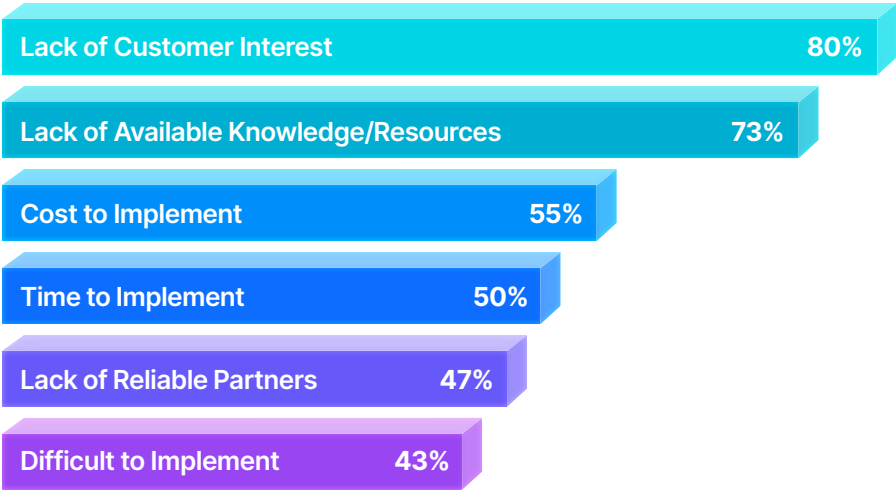 Lack of Customer Interest 80%
Lack of Available Knowledge/Resources 73%
Cost to Implement 55%
Time to Implement 50%
Lack of Reliable Partners 47%
Difficult to Implement 43%